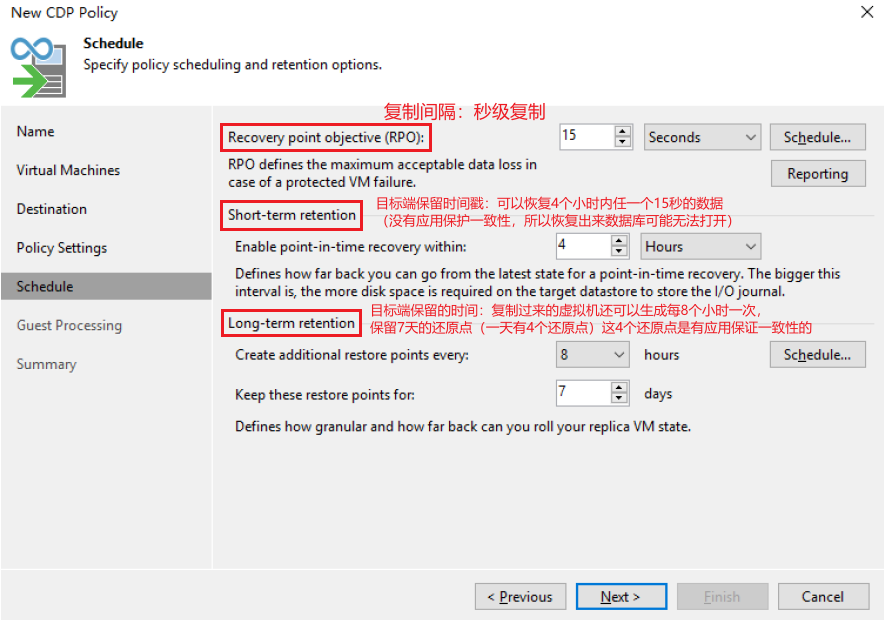 New CDP Policy
Schedule
Specify policy scheduling and retention options.
Name
Virtual Machines
Destination
Policy Settings
Schedule
Guest Processing
Summary
复制间隔：秒级复制
Recovery point objective (RPO): 15 Seconds Schedule...
RPO defines the maximum acceptable data loss in
case of a protected VM failure.
Reporting
目标端保留时间戳：可以恢复4个小时内任一个15秒的数据
Short-term retention
（没有应用保护一致性，所以恢复出来数据库可能无法打开）
Enable point-in-time recovery within: 4 Hours
Defines how far back you can go from the latest state for a point-in-time recovery. The bigger this
interval is, the more disk space is required on the target datastore to store the I/O journal.
目标端保留的时间：复制过来的虚拟机还可以生成每8个小时一次，
Long-term retention
保留7天的还原点（一天有4个还原点）这4个还原点是有应用保证一致性的
Create additional restore points every: 8 hours Schedule...
Keep these restore points for: 7 days
Defines how granular and how far back can you roll your replica VM state.
< Previous Next > Finish Cancel